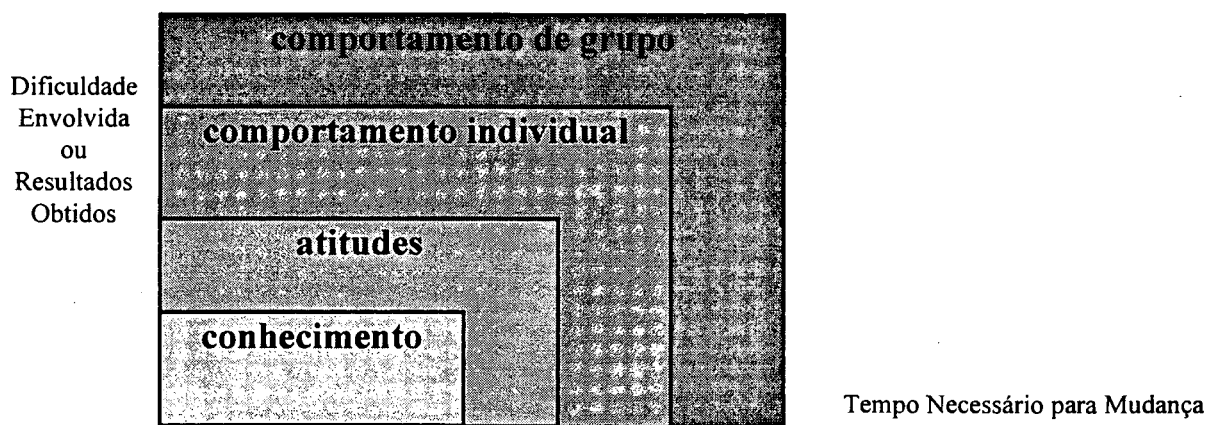 comportamento de grupo
Dificuldade
Envolvida
ou
Resultados
Obtidos
comportamento individual
atitudes
conhecimento
Tempo Necessário para Mudança